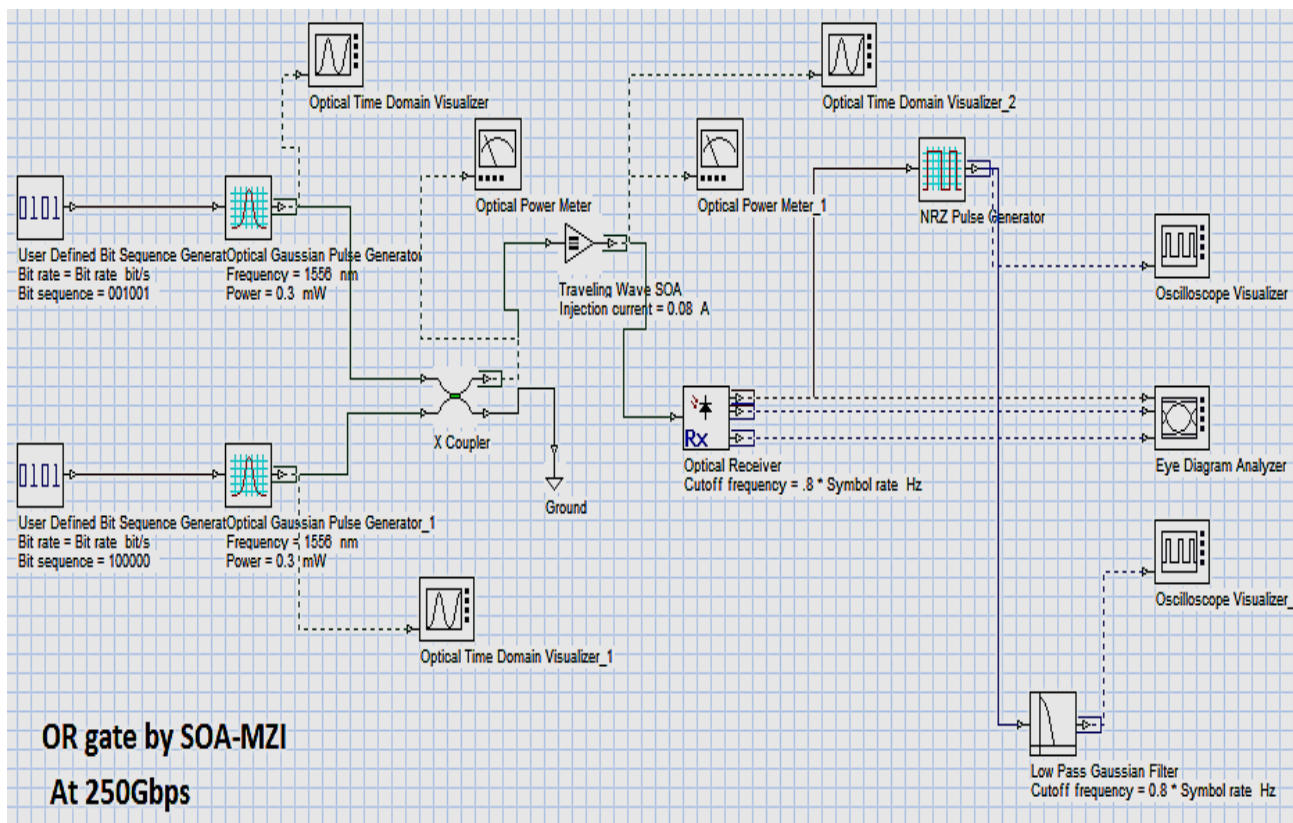 Optical Time Domain Visualizer
Optical Time Domain Visualizer_2
Optical Power Meter
Optical Power Meter_1
NRZ Pulse Generator
0101
User Defined Bit Sequence Generat
Bit rate = Bit rate bit/s
Bit sequence = 001001
Optical Gaussian Pulse Generator
Frequency = 1556 nm
Power = 0.3 mW
Traveling Wave SOA
Injection current = 0.08 A
Oscilloscope Visualizer
X Coupler
Rx
Optical Receiver
Cutoff frequency = .8 * Symbol rate Hz
Eye Diagram Analyzer
Ground
0101
User Defined Bit Sequence Generat
Bit rate = Bit rate bit/s
Bit sequence = 100000
Optical Gaussian Pulse Generator_1
Frequency = 1556 nm
Power = 0.3 mW
Oscilloscope Visualizer_
Optical Time Domain Visualizer_1
OR gate by SOA-MZI
At 250Gbps
Low Pass Gaussian Filter
Cutoff frequency = 0.8 * Symbol rate Hz